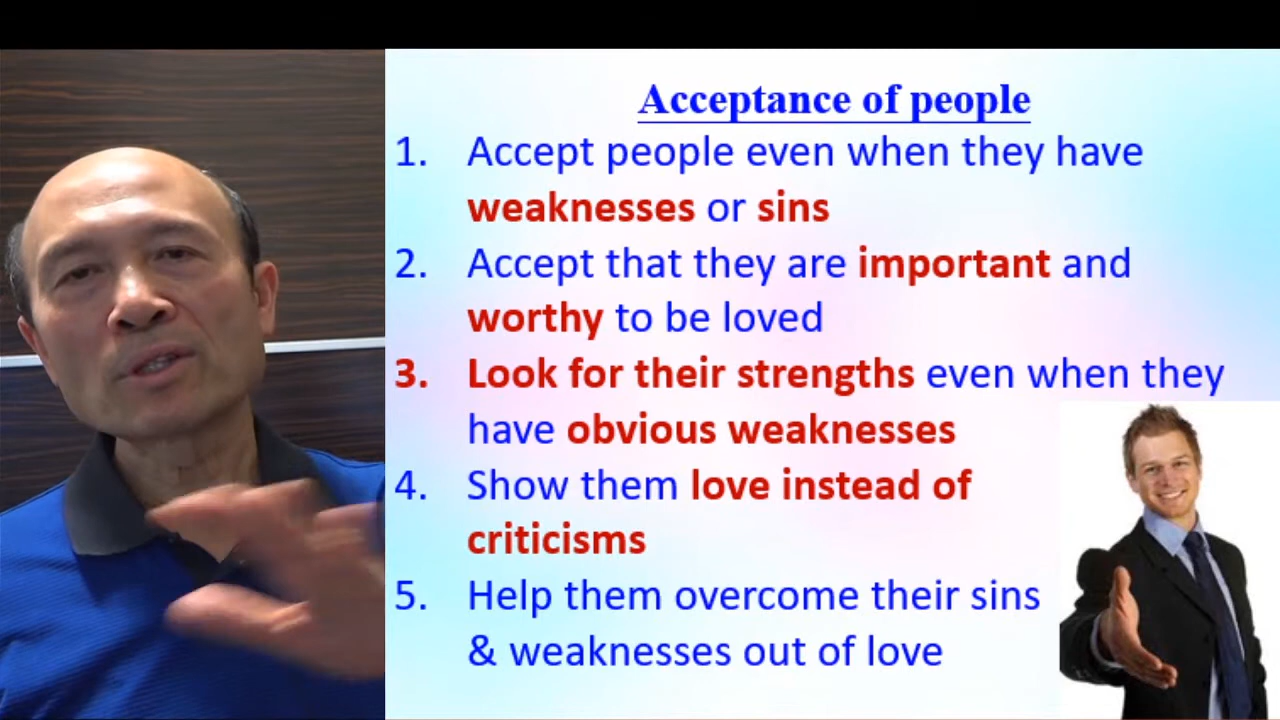 Acceptance of people
1. Accept people even when they have
weaknesses or sins
2. Accept that they are important and
worthy to be loved
3. Look for their strengths even when they
have obvious weaknesses
4. Show them love instead of
criticisms
5. Help them overcome their sins
& weaknesses out of love